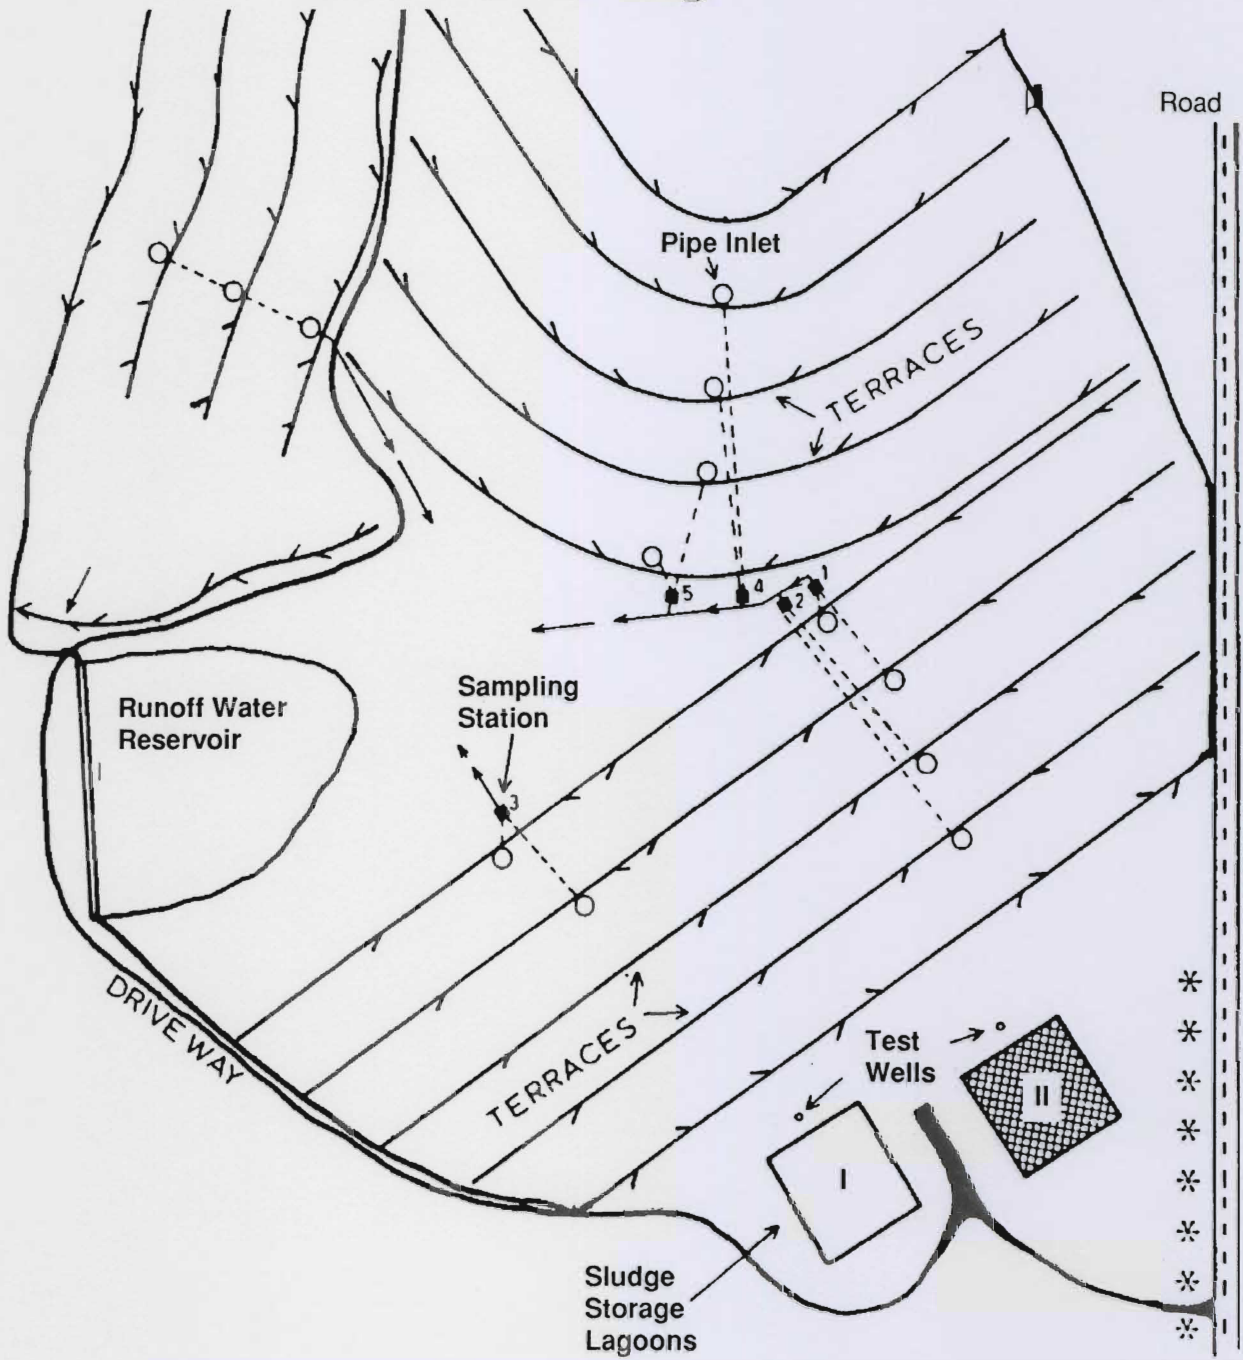 Road
Pipe Inlet
TERRACES
1
2
4
5
Sampling
Station
3
Runoff Water
Reservoir
DRIVE WAY
TERRACES
Test
Wells
II
I
Sludge
Storage
Lagoons